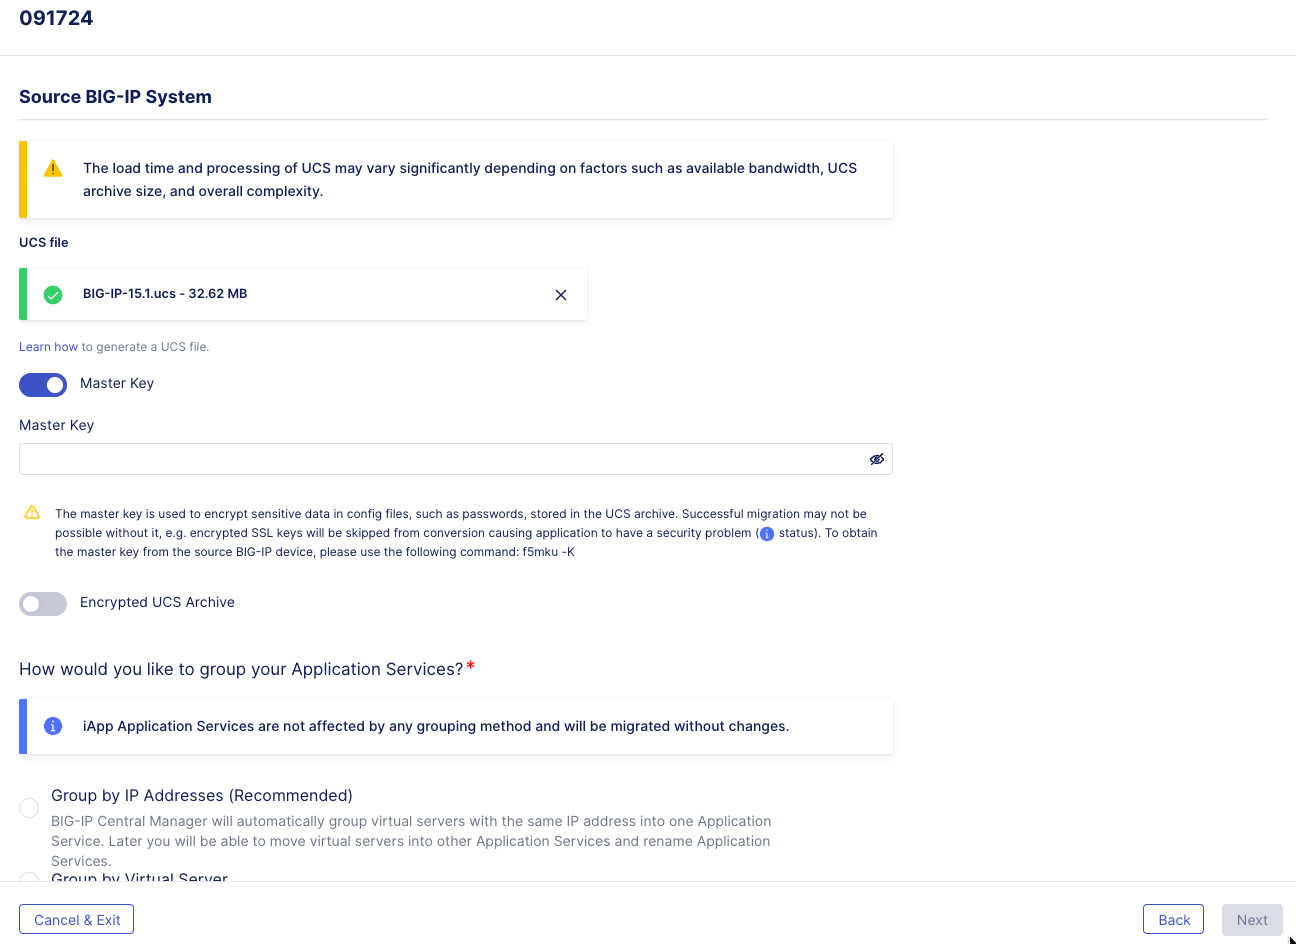 091724
Source BIG-IP System
The load time and processing of UCS may vary significantly depending on factors such as available bandwidth, UCS
archive size, and overall complexity.
UCS file
BIG-IP-15.1.ucs - 32.62 MB
Learn how to generate a UCS file.
Master Key
Master Key
The master key is used to encrypt sensitive data in config files, such as passwords, stored in the UCS archive. Successful migration may not be
possible without it, e.g. encrypted SSL keys will be skipped from conversion causing application to have a security problem (i status). To obtain
the master key from the source BIG-IP device, please use the following command: f5mku -K
Encrypted UCS Archive
How would you like to group your Application Services?*
iApp Application Services are not affected by any grouping method and will be migrated without changes.
Group by IP Addresses (Recommended)
BIG-IP Central Manager will automatically group virtual servers with the same IP address into one Application
Service. Later you will be able to move virtual servers into other Application Services and rename Application
Services.
Group by Virtual Server
Cancel & Exit
Back
Next